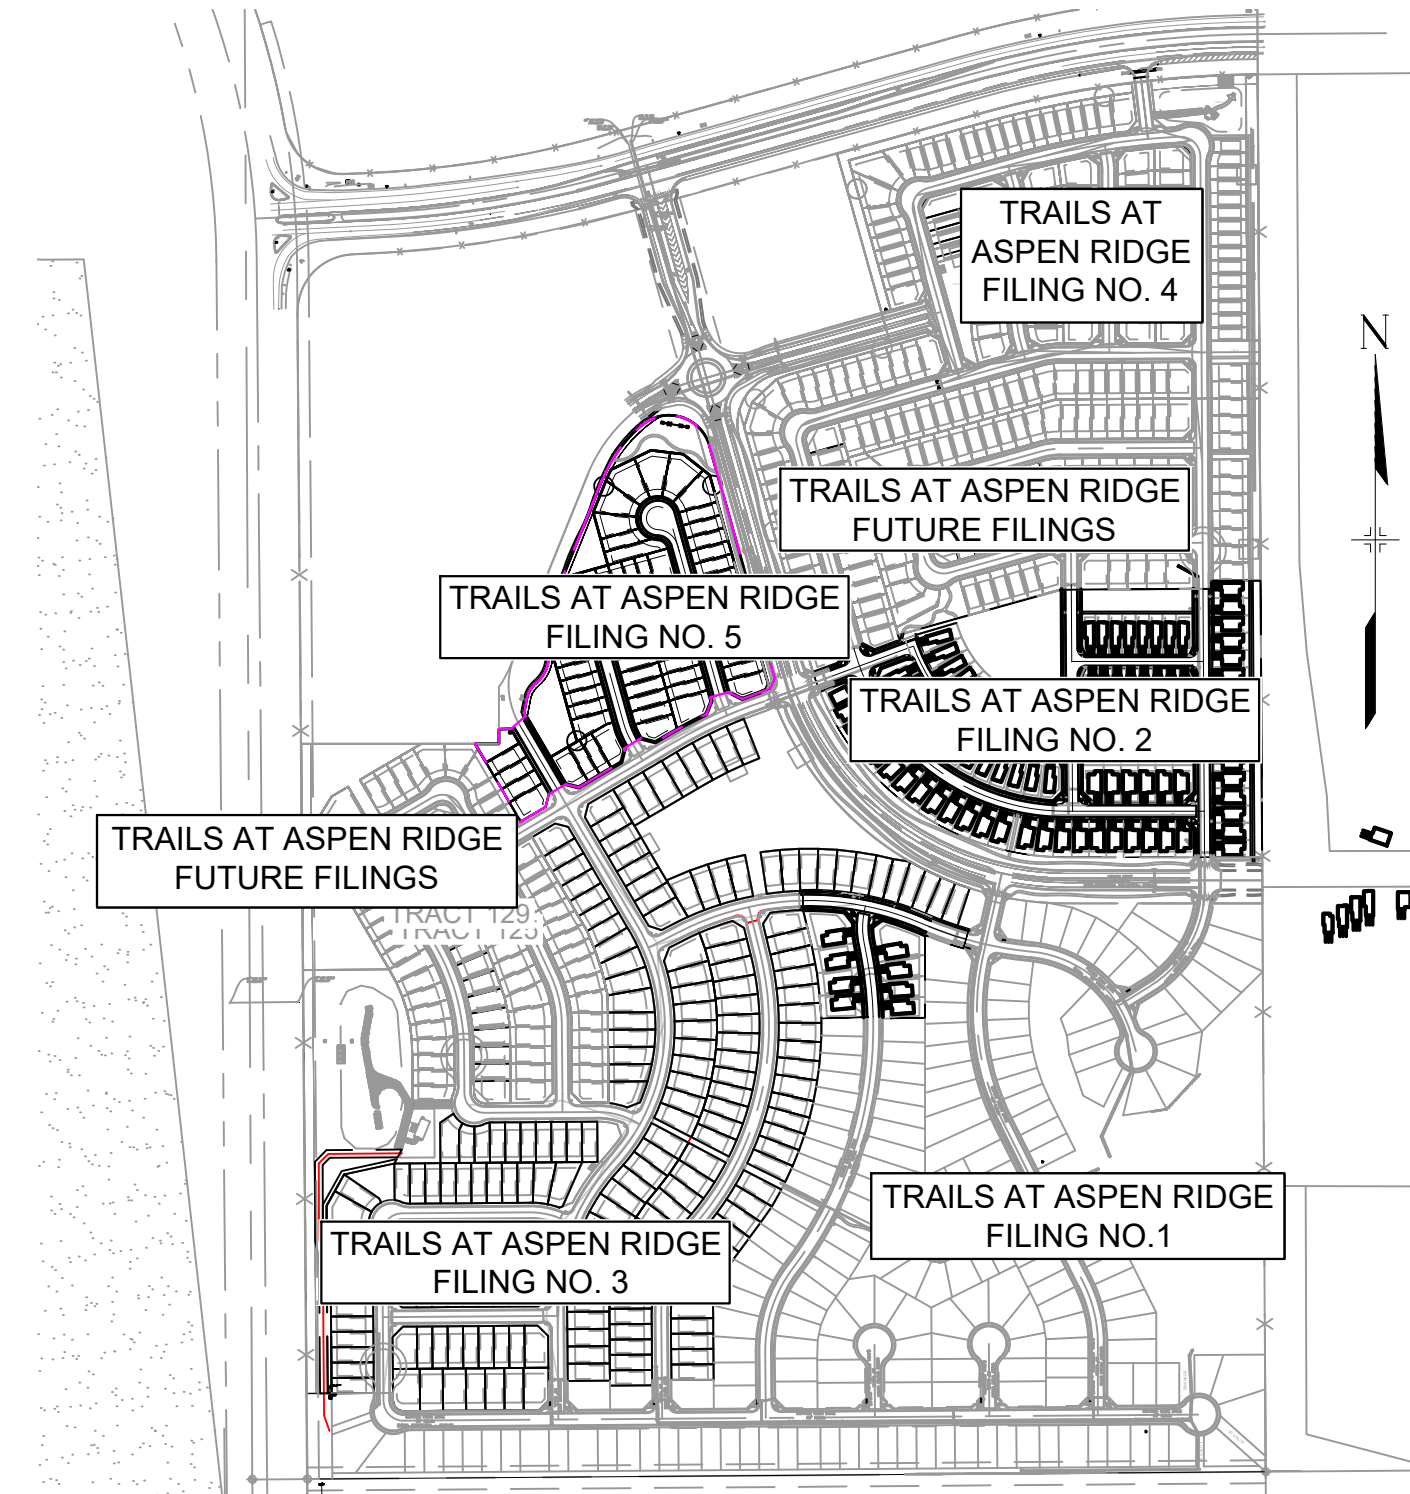 TRAILS AT
ASPEN RIDGE
FILING NO. 4
N
TRAILS AT ASPEN RIDGE
FUTURE FILINGS
TRAILS AT ASPEN RIDGE
FILING NO. 5
TRAILS AT ASPEN RIDGE
FILING NO. 2
TRAILS AT ASPEN RIDGE
FUTURE FILINGS
TRACT 129.
TRACT 125
TRAILS AT ASPEN RIDGE
FILING NO.1
TRAILS AT ASPEN RIDGE
FILING NO. 3